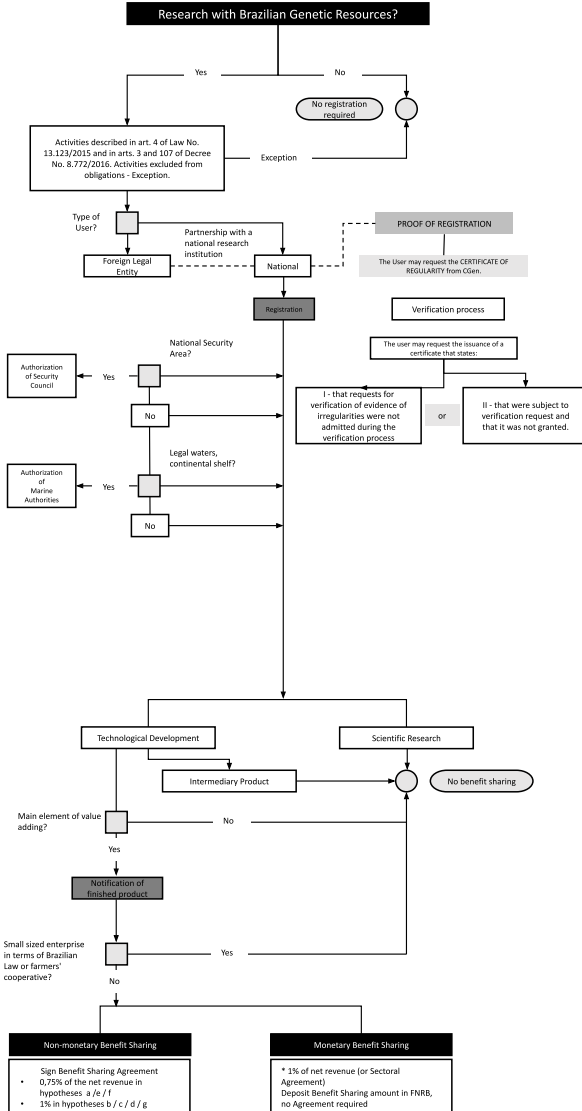 Research with Brazilian Genetic Resources?
Yes
No
No registration
required
Activities described in art. 4 of Law No.
13.123/2015 and in arts. 3 and 107 of Decree
No. 8.772/2016. Activities excluded from
obligations - Exception.
Exception
Type of
User?
Partnership with a
national research
institution
Foreign Legal
Entity
National
PROOF OF REGISTRATION
The User may request the CERTIFICATE OF
REGULARITY from CGen.
Registration
Verification process
The user may request the issuance of a
certificate that states:
I - that requests for
verification of evidence of
irregularities were not
admitted during the
verification process
or
II - that were subject to
verification request and
that it was not granted.
National Security
Area?
Authorization
of Security
Council
Yes
No
Legal waters,
continental shelf?
Authorization
of
Marine
Authorities
Yes
No
Technological Development
Scientific Research
Intermediary Product
No benefit sharing
Main element of value
adding?
No
Yes
Notification of
finished product
Small sized enterprise
in terms of Brazilian
Law or farmers'
cooperative?
Yes
No
Non-monetary Benefit Sharing
Sign Benefit Sharing Agreement
• 0,75% of the net revenue in
hypotheses a /e / f
• 1% in hypotheses b / c / d / g
Monetary Benefit Sharing
* 1% of net revenue (or Sectoral
Agreement)
Deposit Benefit Sharing amount in FNRB,
no Agreement required